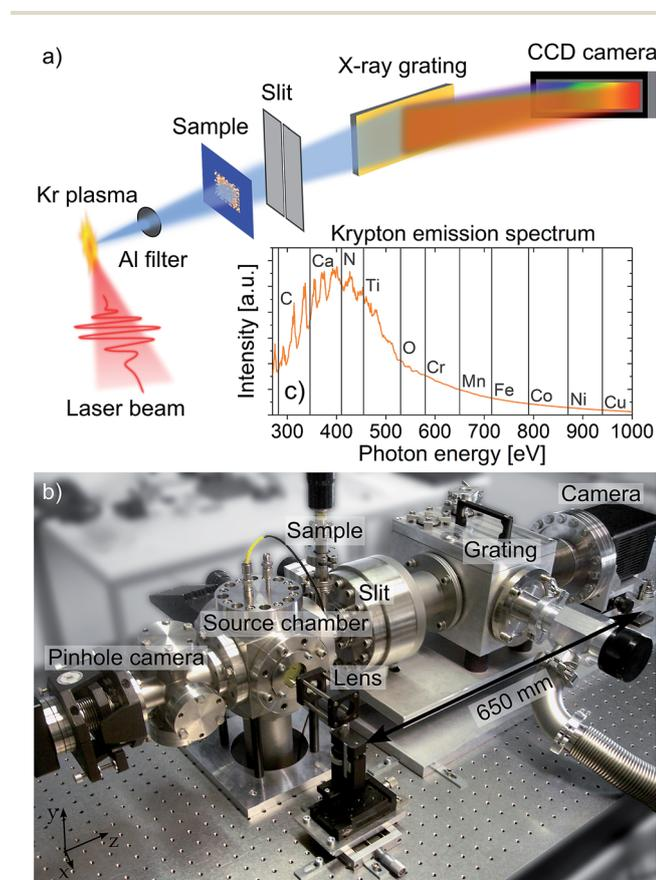 a)
CCD camera
X-ray grating
Slit
Sample
Kr plasma
Al filter
Laser beam
Krypton emission spectrum
Intensity [a.u.]
C
Ca
N
Ti
O
Cr
Mn
Fe
Co
Ni
Cu
c)
300 400 500 600 700 800 900 1000
Photon energy [eV]
b)
Camera
Sample
Grating
Slit
Source chamber
Pinhole camera
Lens
650 mm
y
z
x